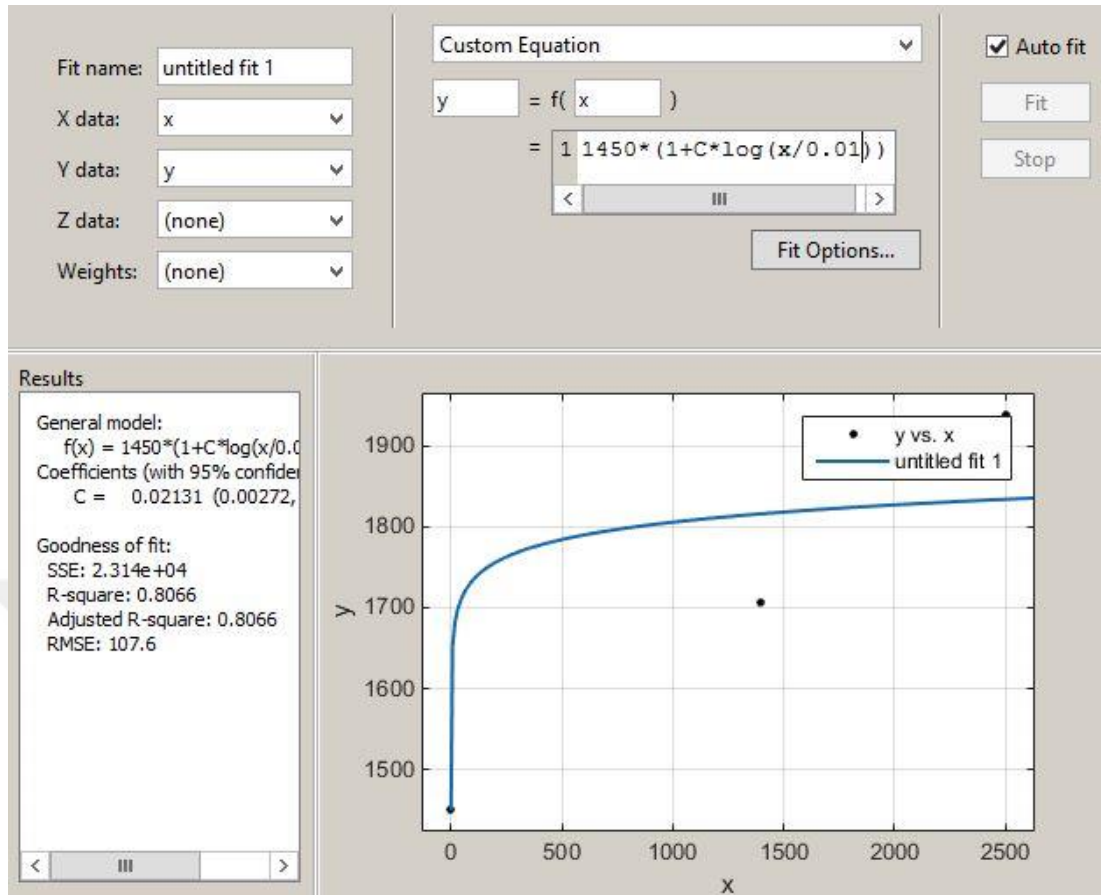 Fit name: untitled fit 1
X data: x
Y data: y
Z data: (none)
Weights: (none)
Custom Equation
y = f( x )
= 1 1450*(1+C*log(x/0.01))
Fit Options...
Auto fit
Fit
Stop
Results
General model:
f(x) = 1450*(1+C*log(x/0.0
Coefficients (with 95% confider
C = 0.02131 (0.00272,
Goodness of fit:
SSE: 2.314e+04
R-square: 0.8066
Adjusted R-square: 0.8066
RMSE: 107.6
y vs. x
untitled fit 1
1900
1800
1700
1600
1500
y
0 500 1000 1500 2000 2500
x